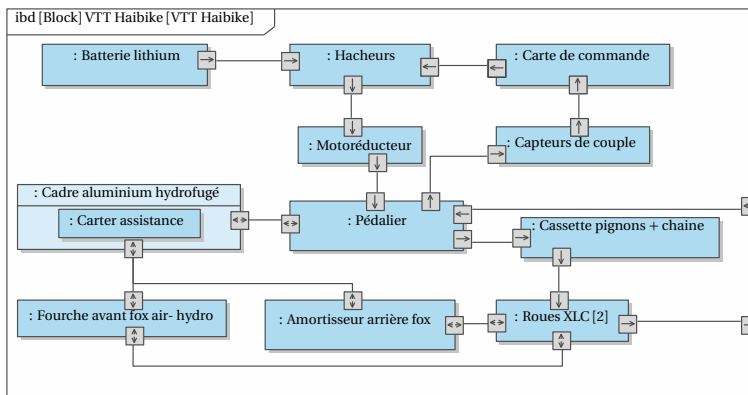 ibd [Block] VTT Haibike [VTT Haibike]
: Batterie lithium
: Hacheurs
: Carte de commande
: Motoréducteur
: Capteurs de couple
: Cadre aluminium hydrofugé
: Carter assistance
: Pédalier
: Cassette pignons + chaine
: Fourche avant fox air- hydro
: Amortisseur arrière fox
: Roues XLC [2]